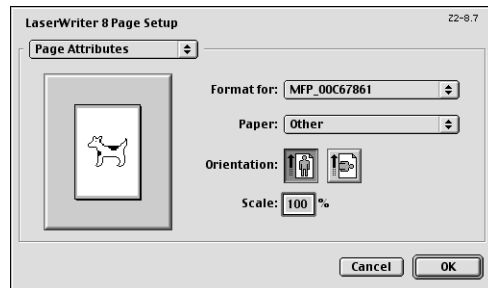 LaserWriter 8 Page Setup
Z2-8.7
Page Attributes
Format for: MFP_00C67861
Paper: Other
Orientation:
Scale: 100 %
Cancel OK